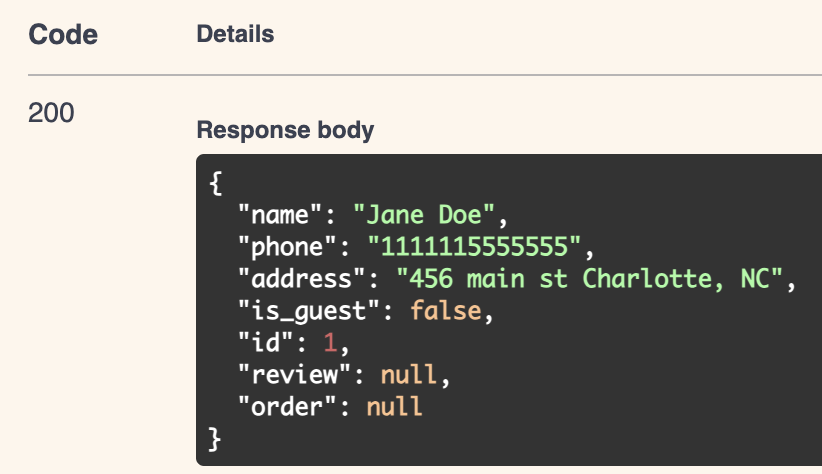 Code Details
200
Response body
{
  "name": "Jane Doe",
  "phone": "1111115555555",
  "address": "456 main st Charlotte, NC",
  "is_guest": false,
  "id": 1,
  "review": null,
  "order": null
}